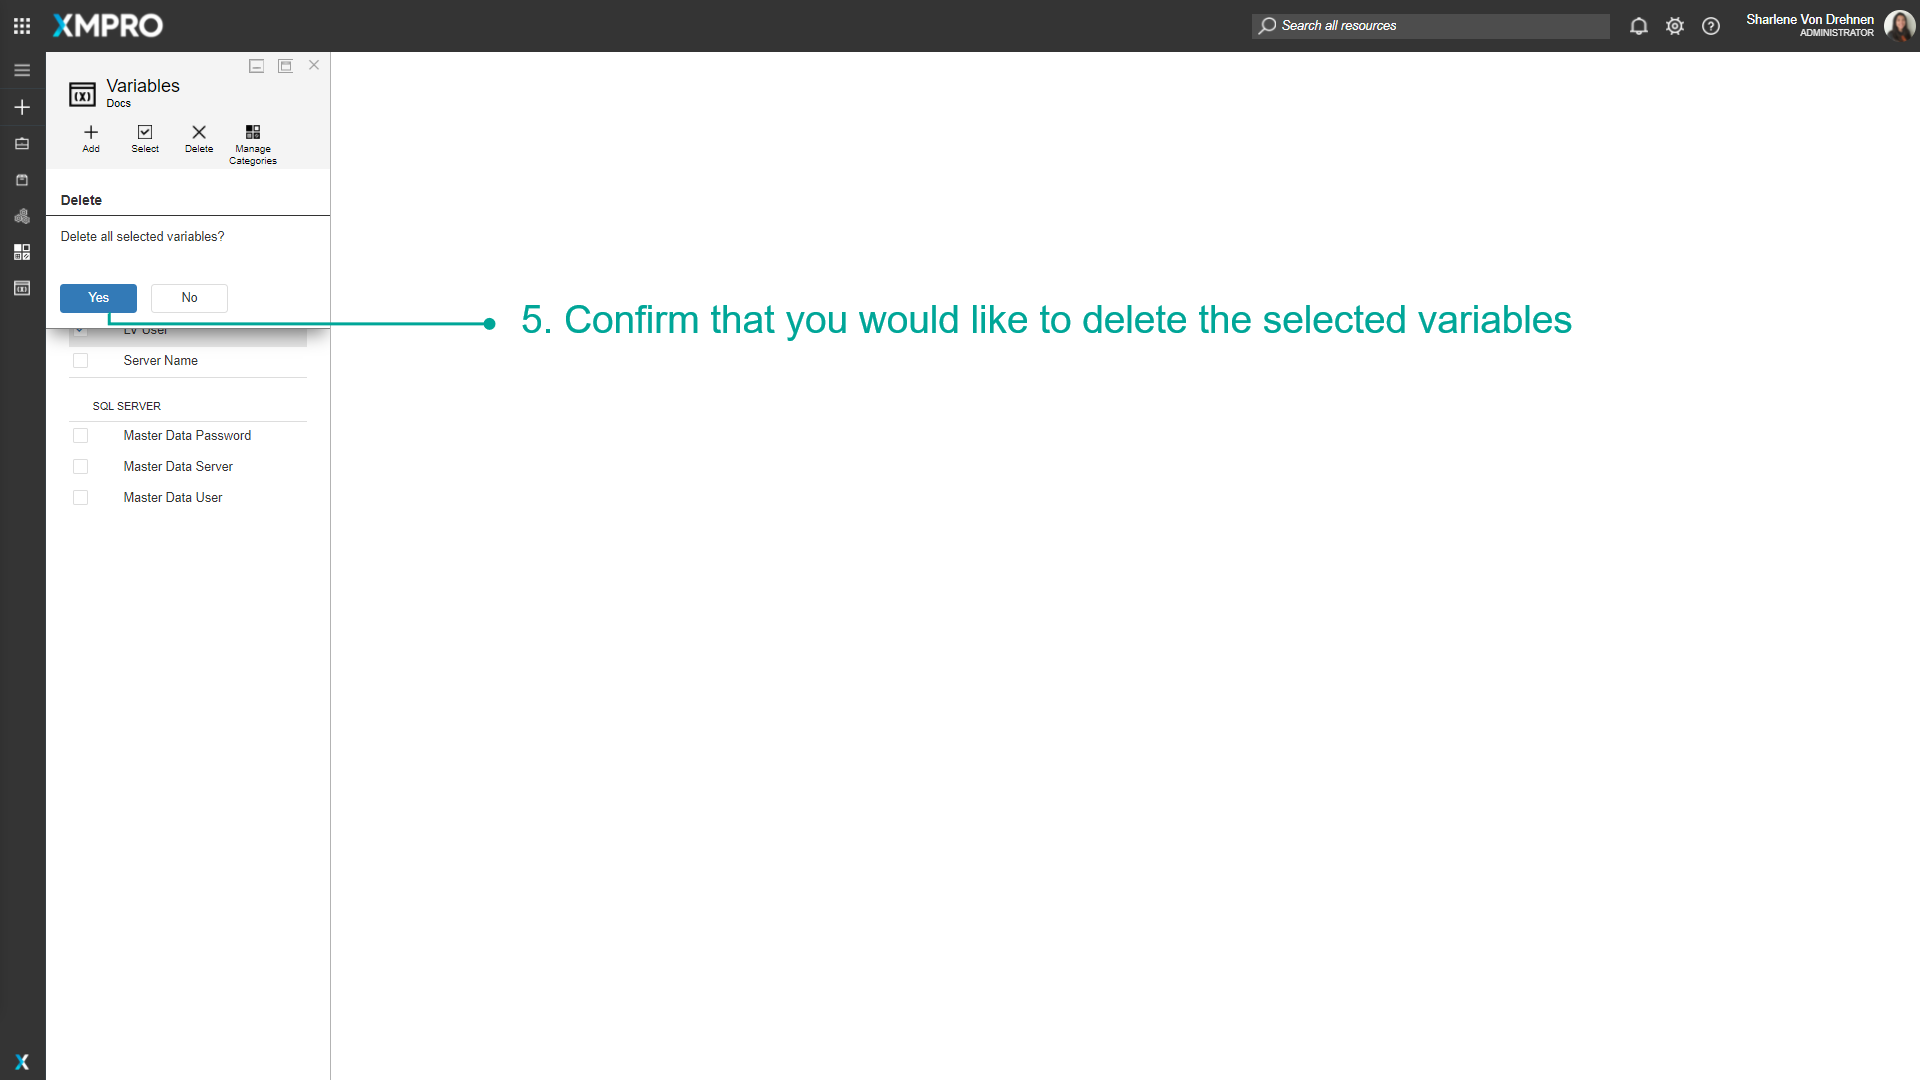 XMPRO
Search all resources
Sharlene Von Drehnen
ADMINISTRATOR
Variables
Docs
Add
Select
Delete
Manage
Categories
Delete
Delete all selected variables?
Yes
No
5. Confirm that you would like to delete the selected variables
User
Server Name
SQL SERVER
Master Data Password
Master Data Server
Master Data User